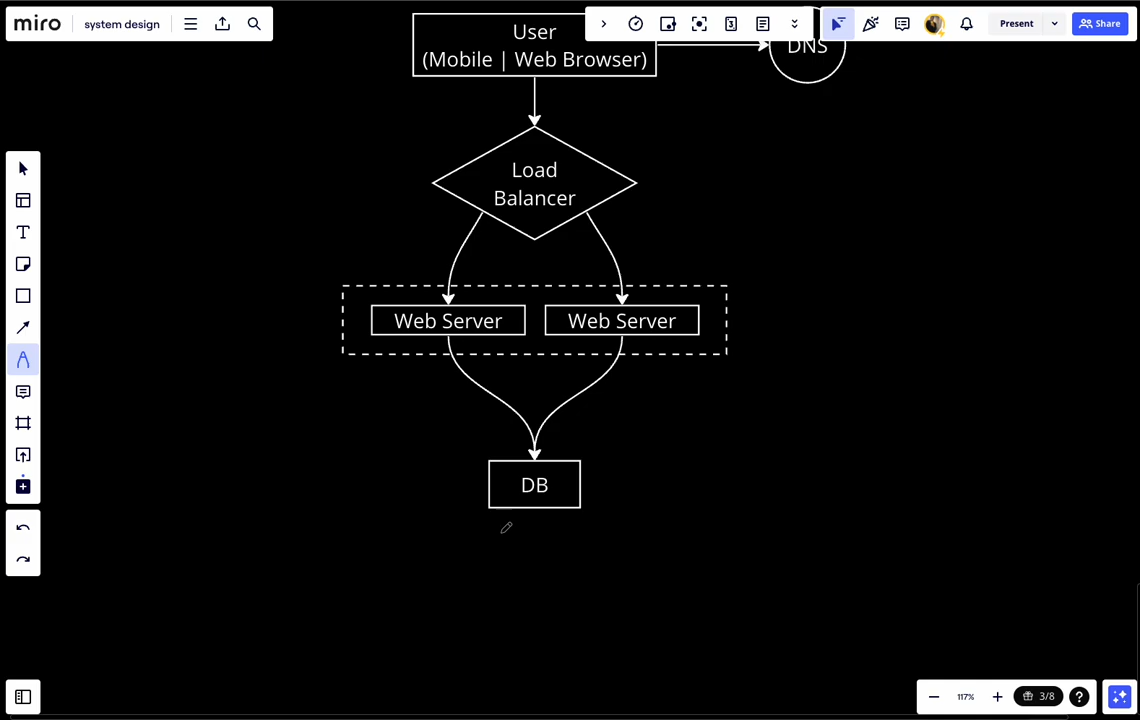 miro
system design
Present
Share
User
(Mobile | Web Browser)
DNS
Load
Balancer
Web Server
Web Server
DB
117%
3/8